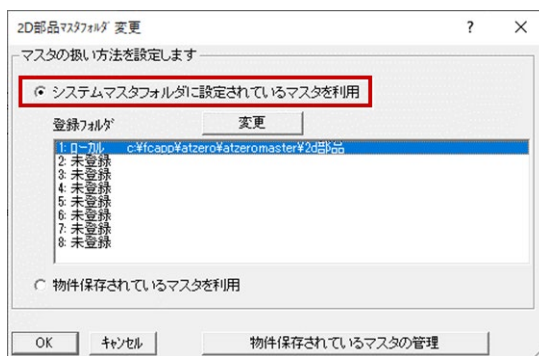 2D部品ﾏｽﾀﾌｫﾙﾀﾞ 変更 ? ×
マスタの扱い方法を設定します
システムマスタフォルダに設定されているマスタを利用
登録ﾌｫﾙﾀﾞ 変更
1: ローカル c:¥fcapp¥atzero¥atzeromaster¥2d部品
2: 未登録
3: 未登録
4: 未登録
5: 未登録
6: 未登録
7: 未登録
8: 未登録
物件保存されているマスタを利用
OK ｷｬﾝｾﾙ 物件保存されているマスタの管理